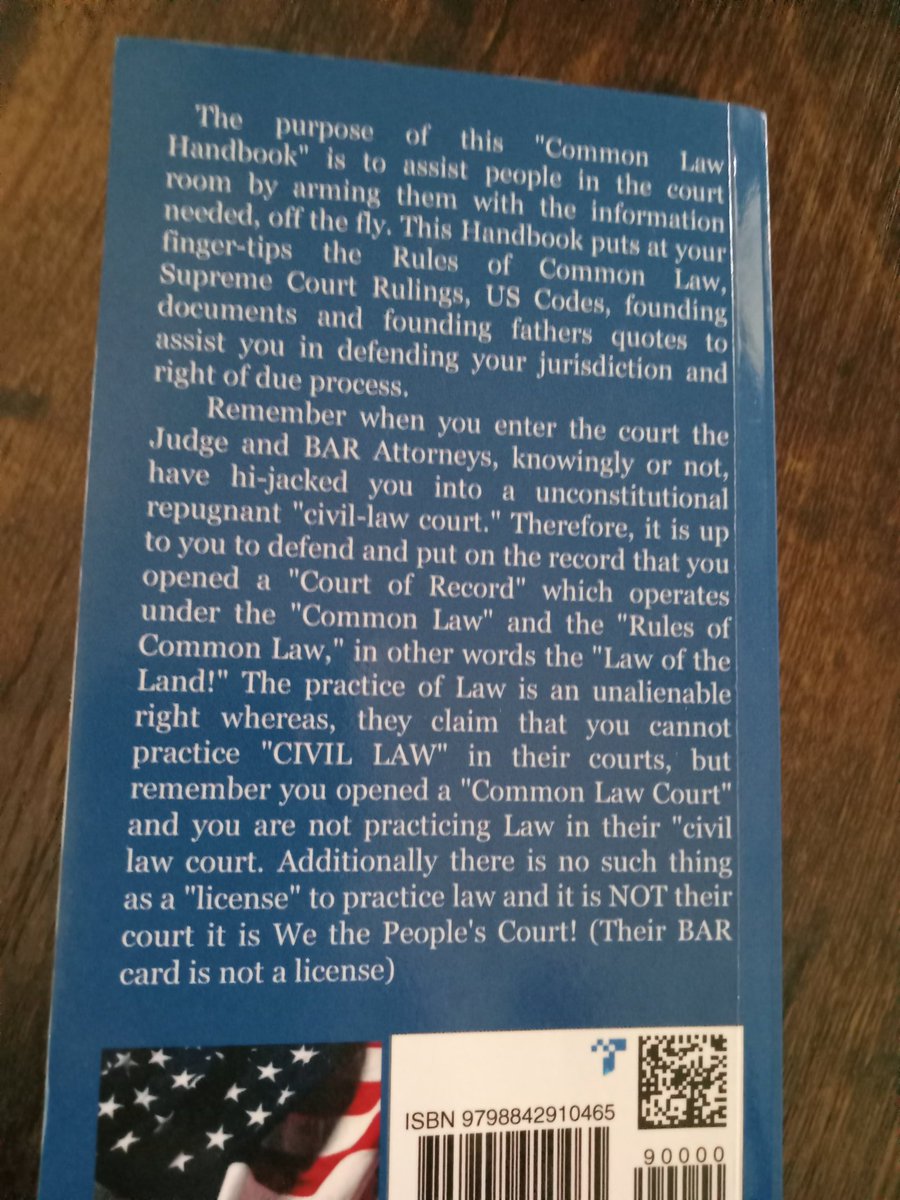 The purpose of this "Common Law
Handbook" is to assist people in the court
room by arming them with the information
needed, off the fly. This Handbook puts at your
finger-tips the Rules of Common Law,
Supreme Court Rulings, US Codes, founding
documents and founding fathers quotes to
assist you in defending your jurisdiction and
right of due process.
Remember when you enter the court the
Judge and BAR Attorneys, knowingly or not,
have hi-jacked you into a unconstitutional
repugnant "civil-law court." Therefore, it is up
to you to defend and put on the record that you
opened a "Court of Record" which operates
under the "Common Law" and the "Rules of
Common Law," in other words the "Law of the
Land!" The practice of Law is an unalienable
right whereas, they claim that you cannot
practice "CIVIL LAW" in their courts, but
remember you opened a "Common Law Court"
and you are not practicing Law in their "civil
law court. Additionally there is no such thing
as a "license" to practice law and it is NOT their
court it is We the People's Court! (Their BAR
card is not a license)
ISBN 9798842910465
90000